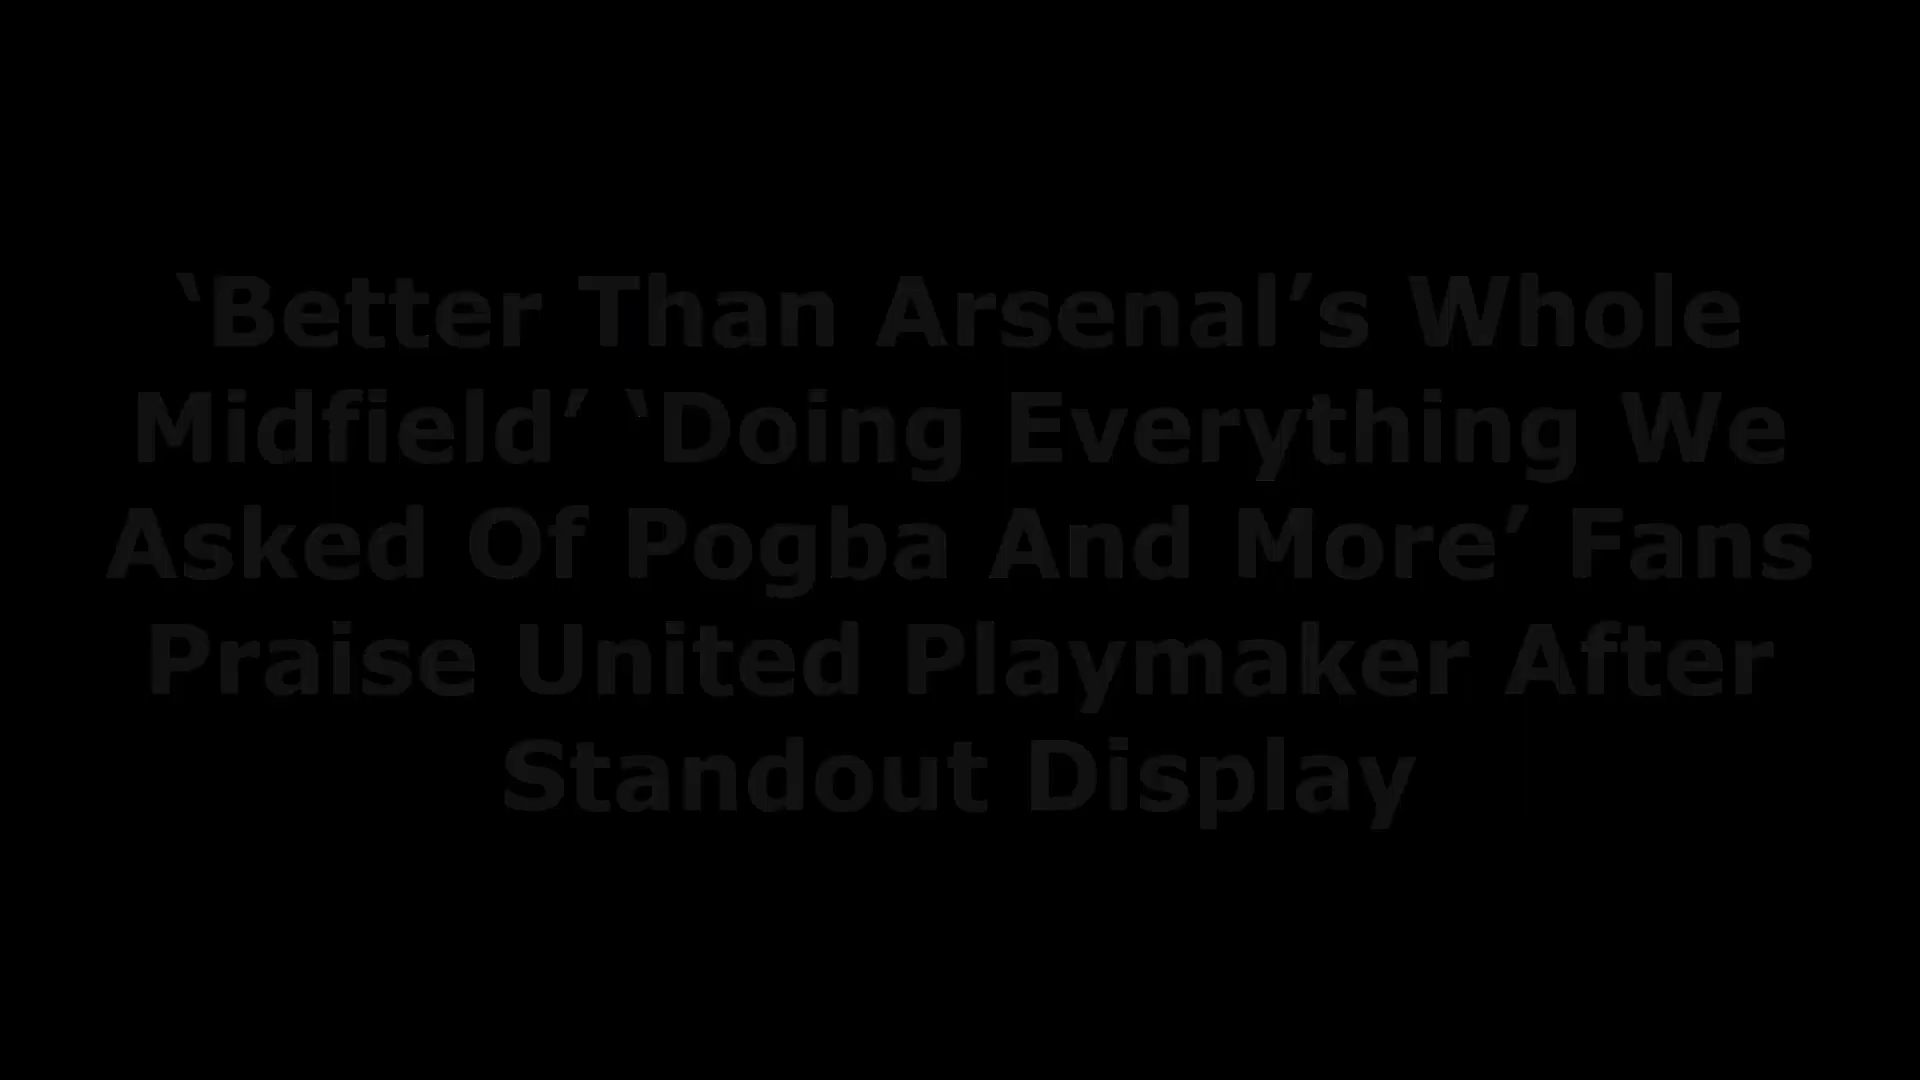 ‘Better Than Arsenal’s Whole
Midfield’ ‘Doing Everything We
Asked Of Pogba And More’ Fans
Praise United Playmaker After
Standout Display